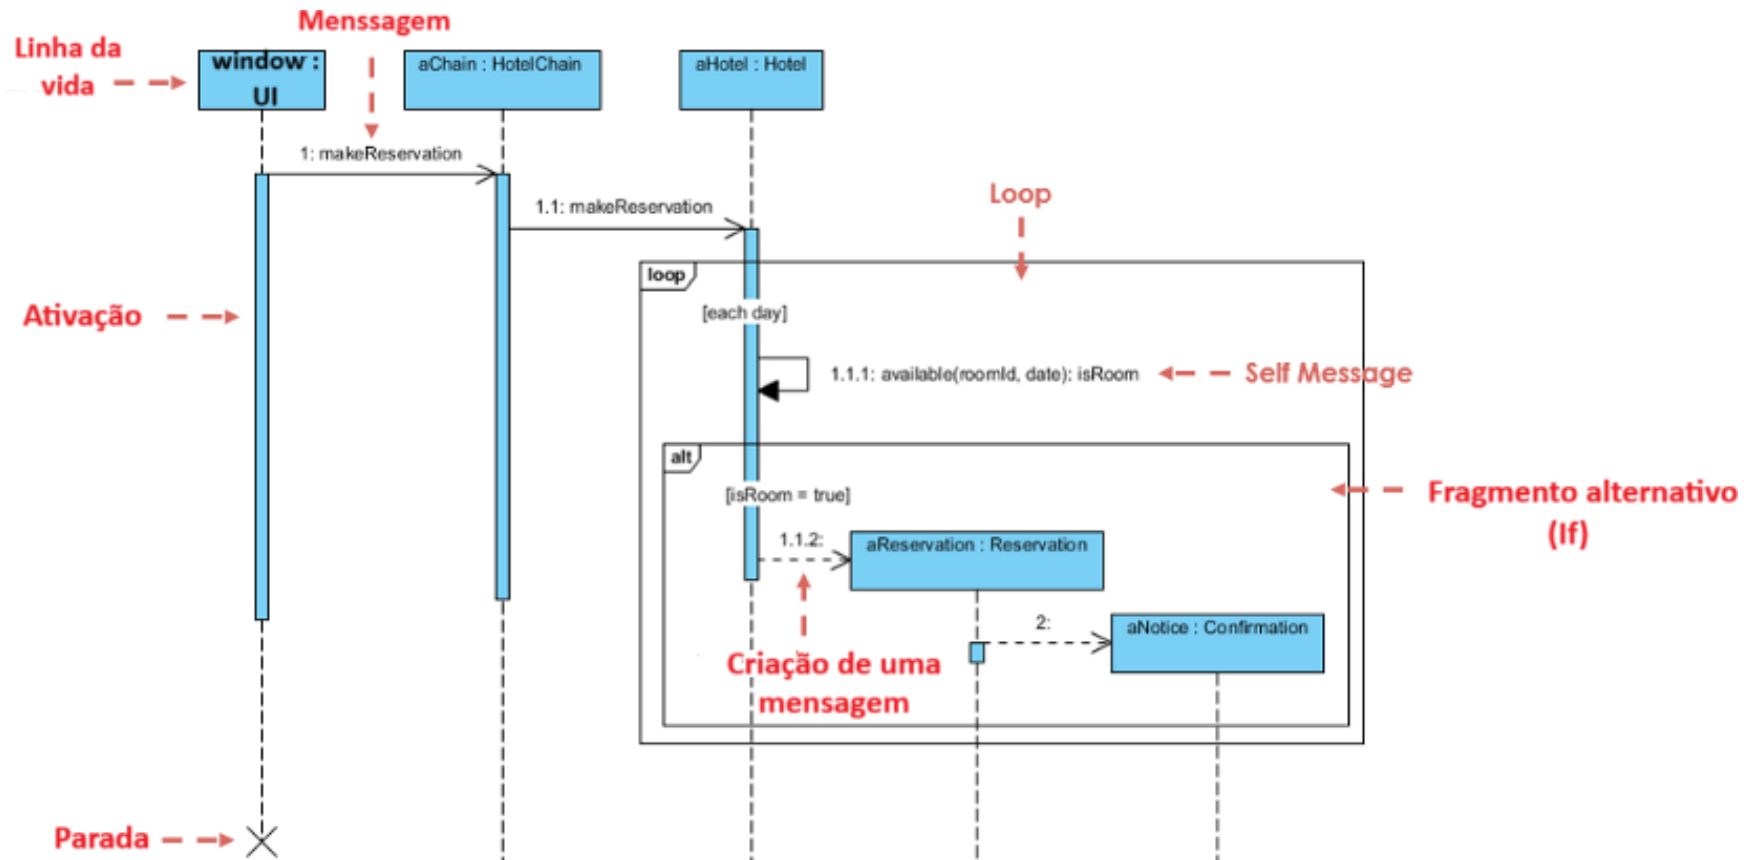 Menssagem
Linha da
vida
window :
UI
aChain : HotelChain
aHotel : Hotel
1: makeReservation
1.1: makeReservation
Loop
loop
[each day]
Ativação
1.1.1: available(roomId, date): isRoom
Self Message
alt
[isRoom = true]
Fragmento alternativo
(If)
1.1.2:
aReservation : Reservation
2:
aNotice : Confirmation
Criação de uma
mensagem
Parada